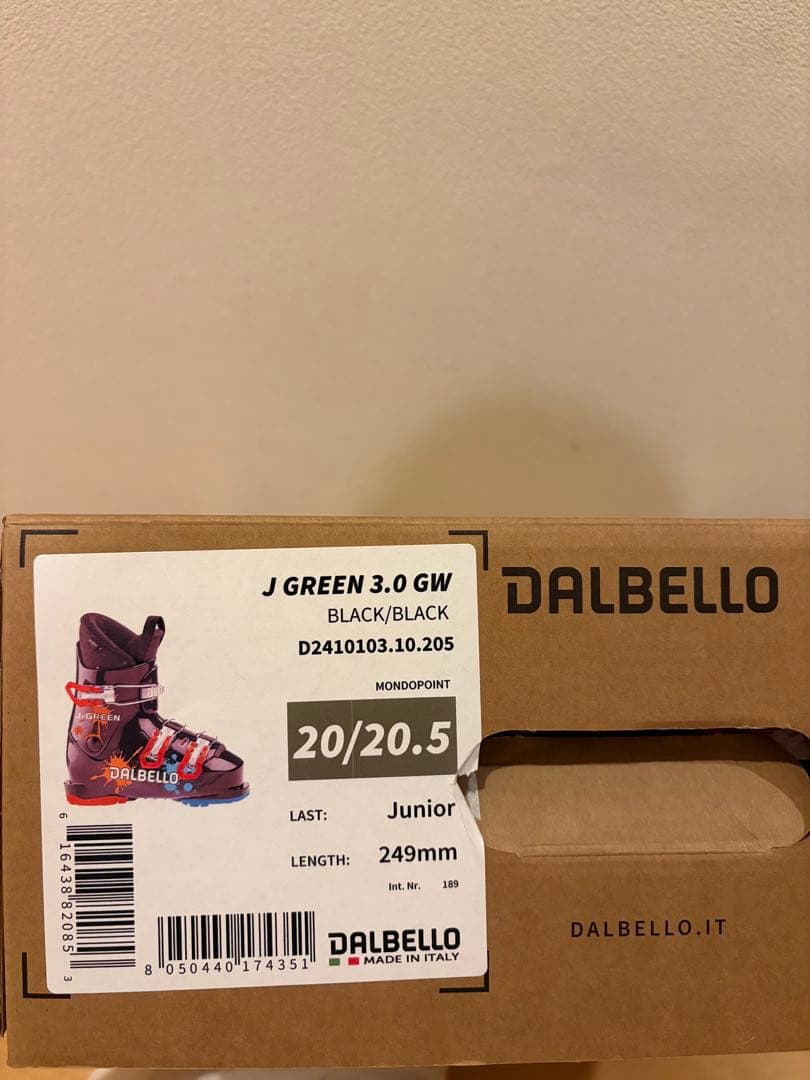 J GREEN 3.0 GW
BLACK/BLACK
D2410103.10.205
MONDOPOINT
20/20.5
LAST: Junior
LENGTH: 249mm
Int. Nr. 189
J-GREEN
DALBELLO
6 16438 82085 3
8 050440 174351
DALBELLO
MADE IN ITALY
DALBELLO
DALBELLO.IT